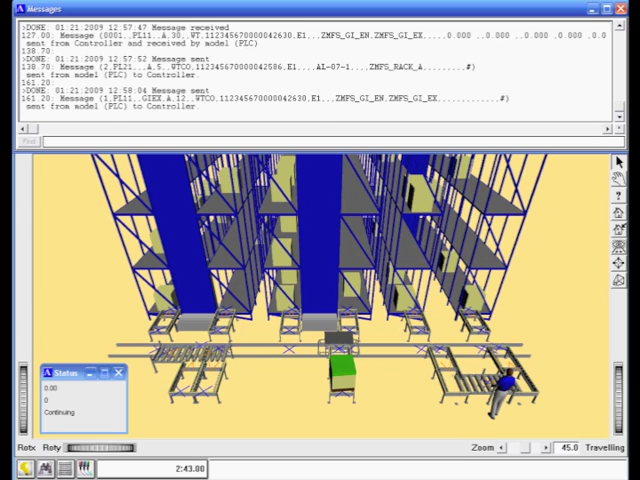 Messages
>DONE: 01:21:2009 12:57:47 Message received
127.00: Message (0001..PL11..A.30..WT.112345670000042630.E1...ZMFS_GI_EN.ZMFS_GI_EX.....0.000 ..0.000 ..0.000 ..0.000 ..0.0
sent from Controller and received by model (PLC)
138.70:
>DONE: 01:21:2009 12:57:52 Message sent
138.70: Message (2.PL21...A.5..WTCO.112345670000042586.E1...AL-07-1....ZMFS_RACK_A.........#)
sent from model (PLC) to Controller.
161.20:
>DONE: 01:21:2009 12:58:04 Message sent
161.20: Message (1.PL11..GIEX.A.12..WTCO.112345670000042630.E1...ZMFS_GI_EN.ZMFS_GI_EX.............#)
sent from model (PLC) to Controller.
Find
Status
0.00
0
Continuing
Rotx Roty Zoom 45.0 Travelling
2:43.00